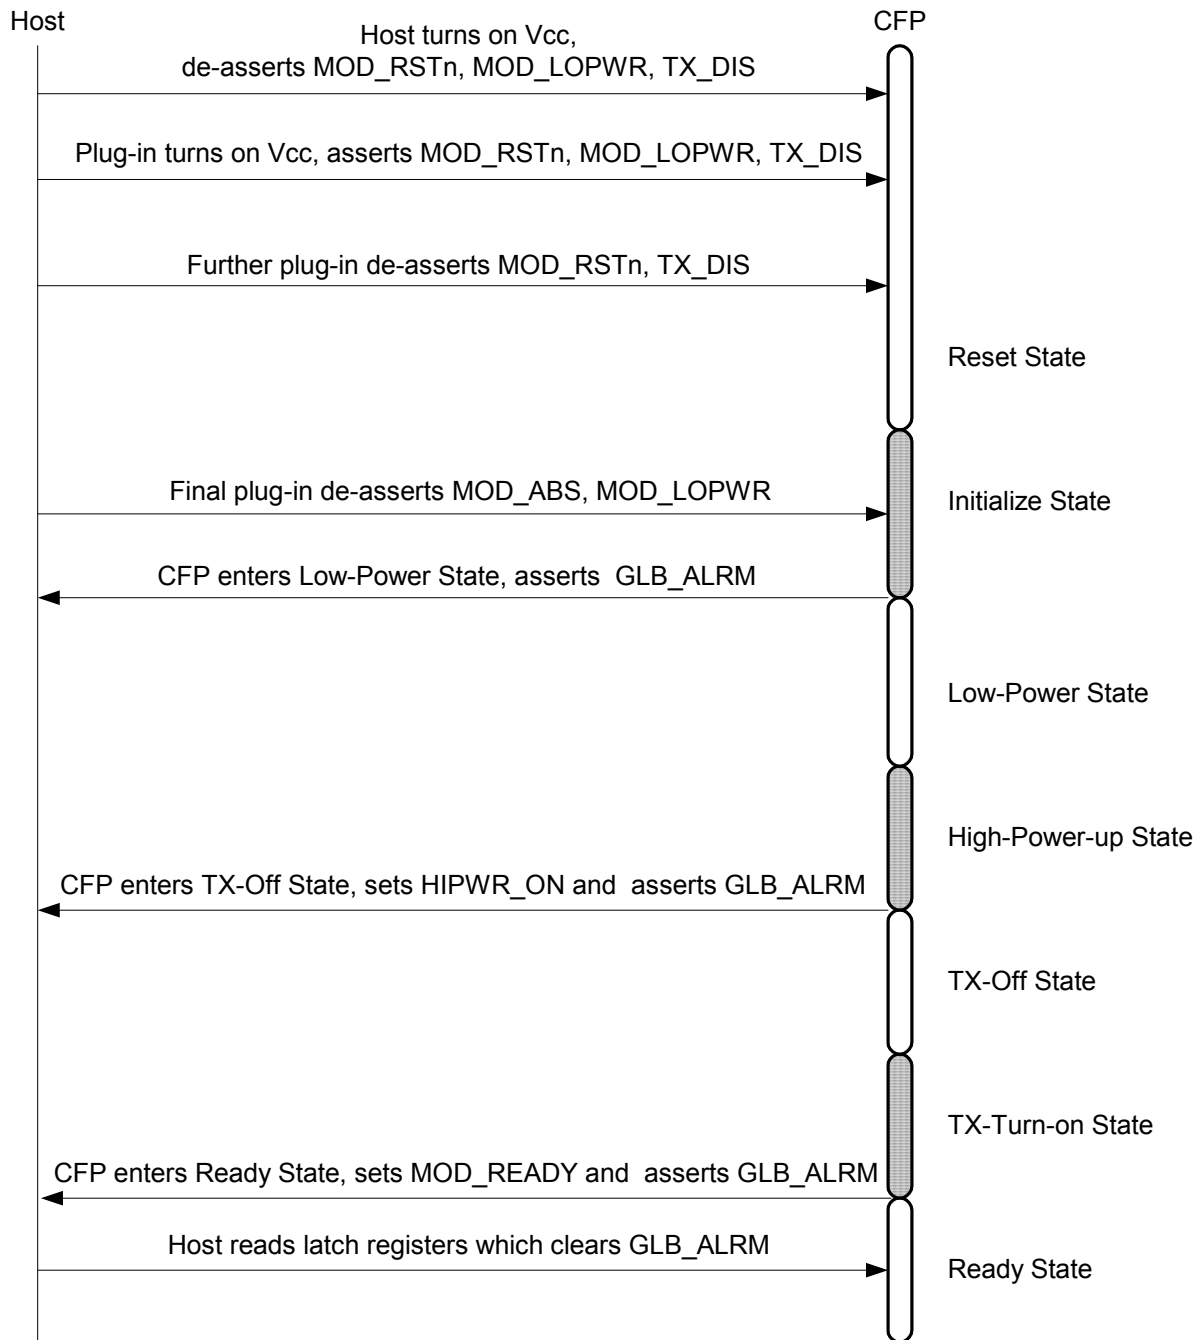 Host
CFP
Host turns on Vcc,
de-asserts MOD_RSTn, MOD_LOPWR, TX_DIS
Plug-in turns on Vcc, asserts MOD_RSTn, MOD_LOPWR, TX_DIS
Further plug-in de-asserts MOD_RSTn, TX_DIS
Reset State
Final plug-in de-asserts MOD_ABS, MOD_LOPWR
Initialize State
CFP enters Low-Power State, asserts GLB_ALRM
Low-Power State
High-Power-up State
CFP enters TX-Off State, sets HIPWR_ON and asserts GLB_ALRM
TX-Off State
TX-Turn-on State
CFP enters Ready State, sets MOD_READY and asserts GLB_ALRM
Host reads latch registers which clears GLB_ALRM
Ready State